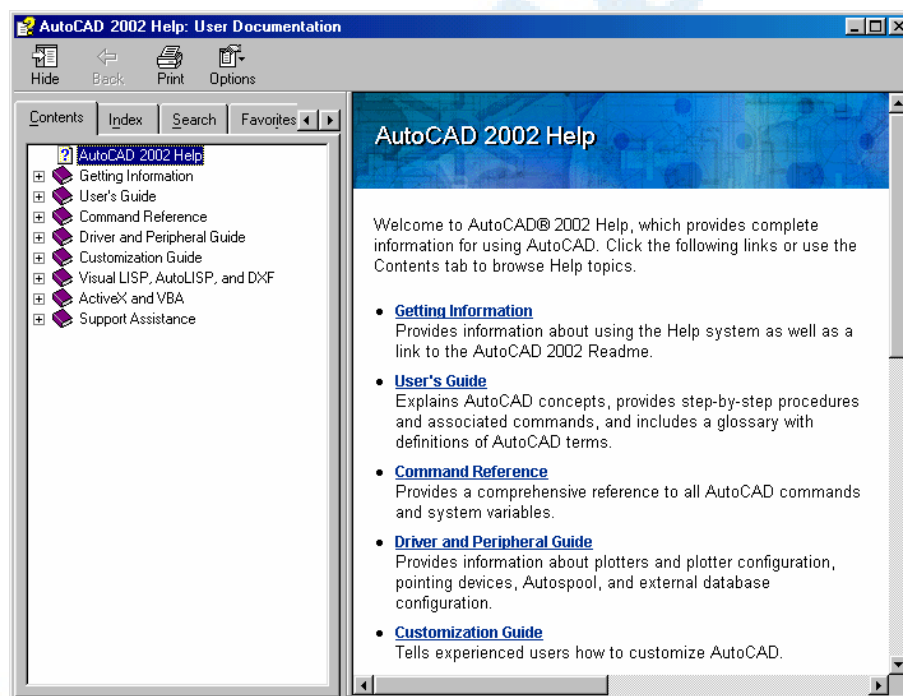 AutoCAD 2002 Help: User Documentation
Hide Back Print Options
Contents Index Search Favorites
AutoCAD 2002 Help
Getting Information
User's Guide
Command Reference
Driver and Peripheral Guide
Customization Guide
Visual LISP, AutoLISP, and DXF
ActiveX and VBA
Support Assistance
AutoCAD 2002 Help
Welcome to AutoCAD® 2002 Help, which provides complete
information for using AutoCAD. Click the following links or use the
Contents tab to browse Help topics.
• Getting Information
Provides information about using the Help system as well as a
link to the AutoCAD 2002 Readme.
• User's Guide
Explains AutoCAD concepts, provides step-by-step procedures
and associated commands, and includes a glossary with
definitions of AutoCAD terms.
• Command Reference
Provides a comprehensive reference to all AutoCAD commands
and system variables.
• Driver and Peripheral Guide
Provides information about plotters and plotter configuration,
pointing devices, Autospool, and external database
configuration.
• Customization Guide
Tells experienced users how to customize AutoCAD.